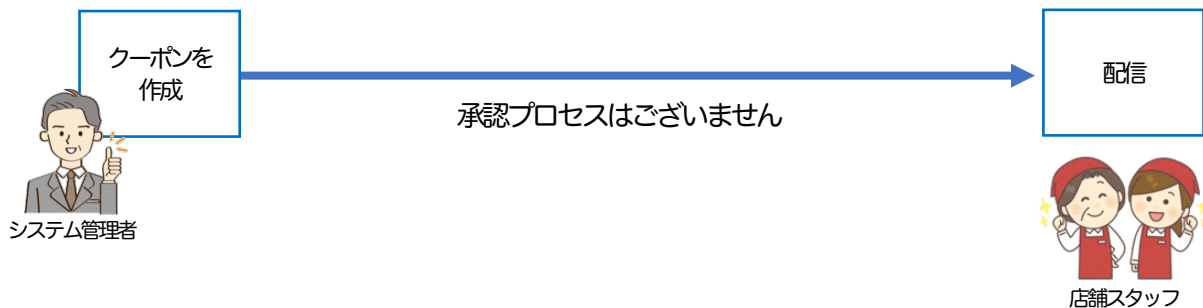 クーポンを
作成
配信
承認プロセスはございません
システム管理者
店舗スタッフ